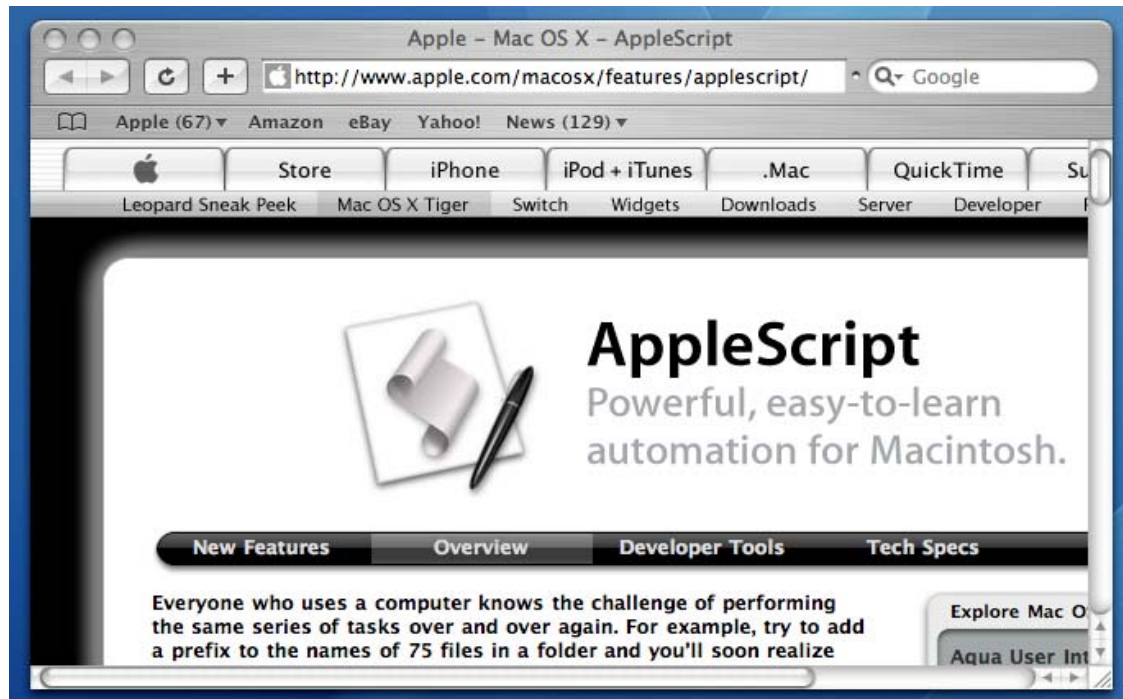 Apple – Mac OS X – AppleScript
http://www.apple.com/macosx/features/applescript/ Google
Apple (67) Amazon eBay Yahoo! News (129)
Store iPhone iPod + iTunes .Mac QuickTime Su
Leopard Sneak Peek Mac OS X Tiger Switch Widgets Downloads Server Developer
AppleScript
Powerful, easy-to-learn
automation for Macintosh.
New Features Overview Developer Tools Tech Specs
Everyone who uses a computer knows the challenge of performing
the same series of tasks over and over again. For example, try to add
a prefix to the names of 75 files in a folder and you’ll soon realize
Explore Mac O
Aqua User Int